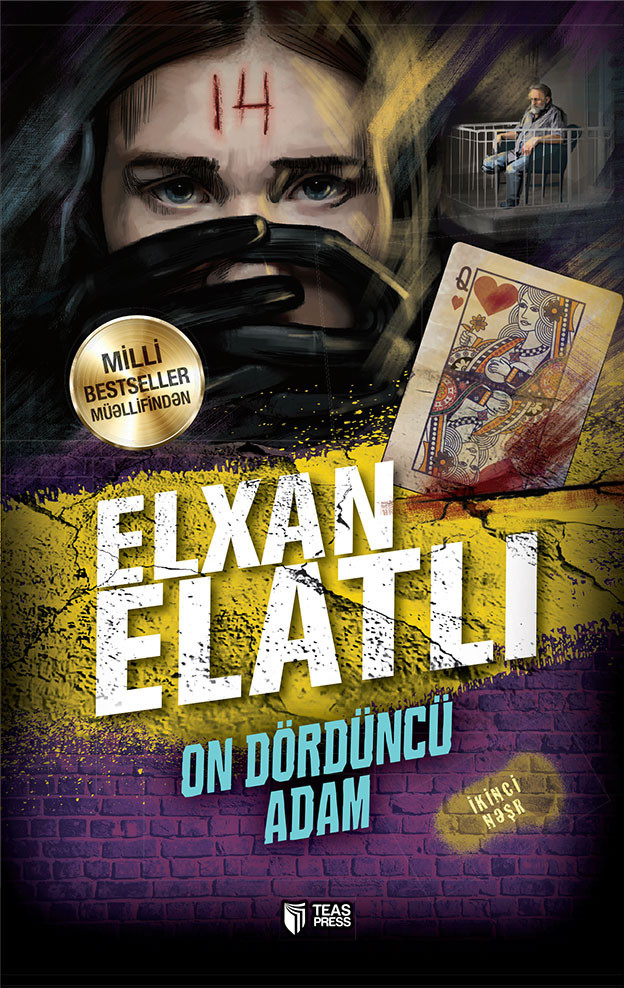 14
Q
MİLLİ
BESTSELLER
MÜƏLLİFİNDƏN
ELXAN
ELATLI
ON DÖRDÜNCÜ
ADAM
İKİNCİ
NƏŞR
TEAS
PRESS